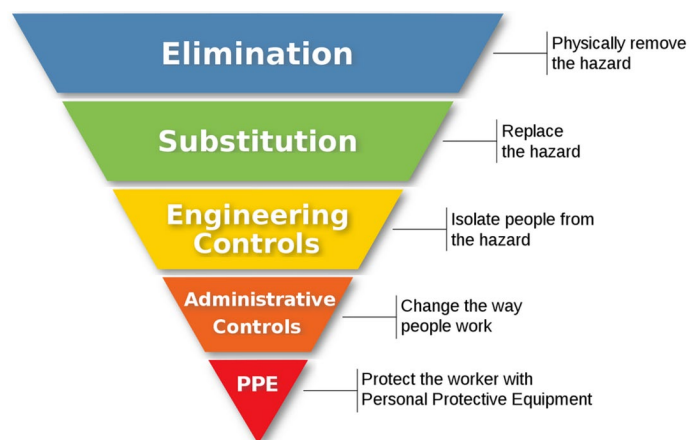 Elimination
Physically remove
the hazard
Substitution
Replace
the hazard
Engineering
Controls
Isolate people from
the hazard
Administrative
Controls
Change the way
people work
PPE
Protect the worker with
Personal Protective Equipment